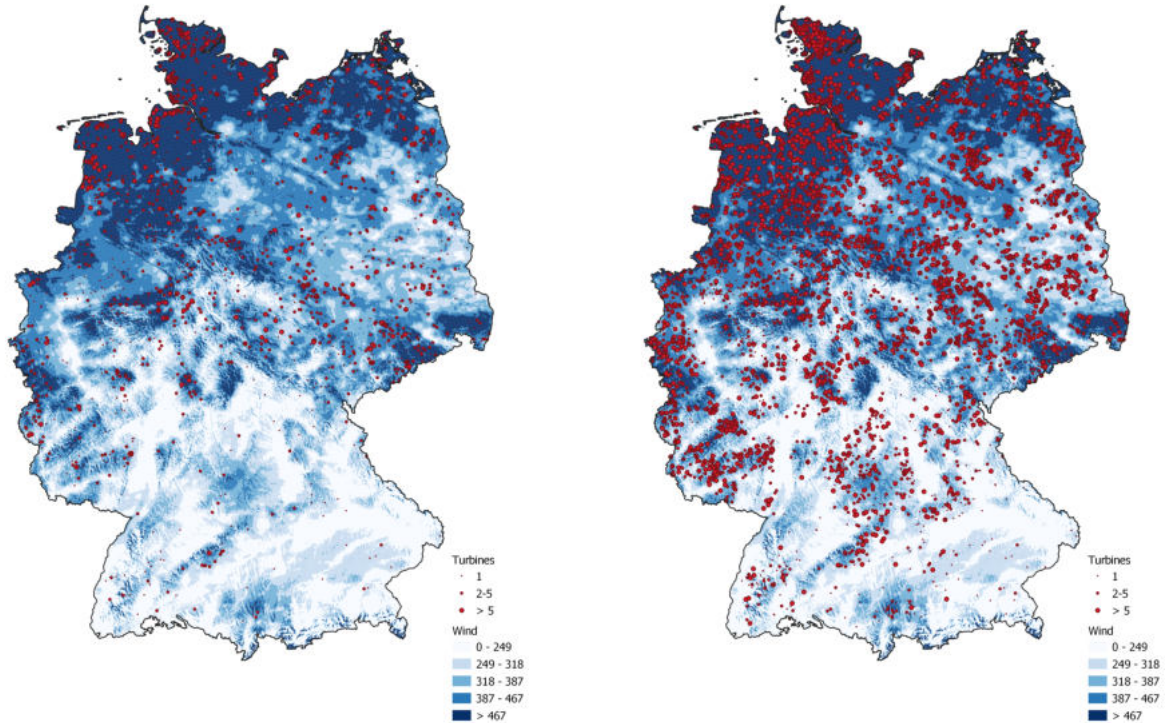 Turbines
1
2-5
> 5
Wind
0 - 249
249 - 318
318 - 387
387 - 467
> 467
Turbines
1
2-5
> 5
Wind
0 - 249
249 - 318
318 - 387
387 - 467
> 467